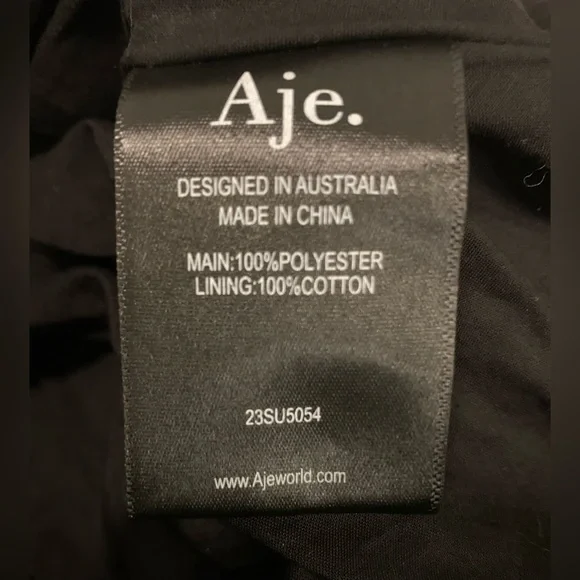 Aje.
DESIGNED IN AUSTRALIA
MADE IN CHINA
MAIN:100%POLYESTER
LINING:100%COTTON
23SU5054
www.Ajeworld.com